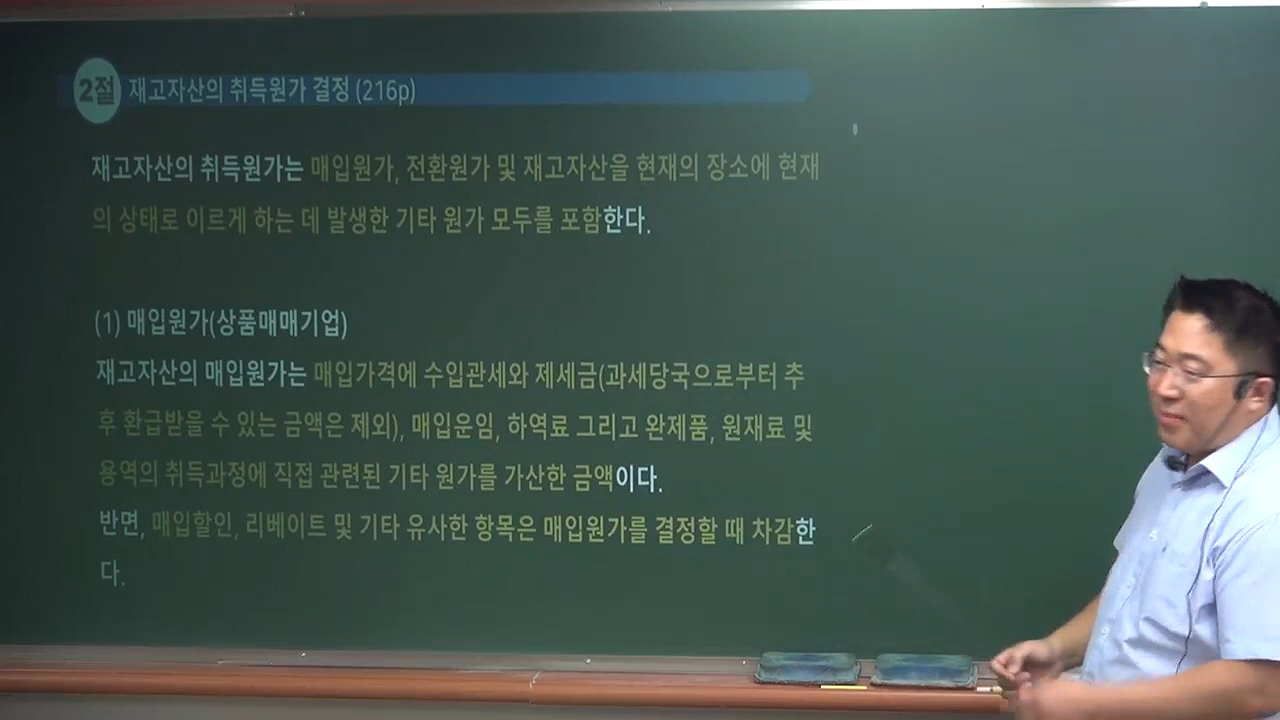 2절 재고자산의 취득원가 결정 (216p)
재고자산의 취득원가는 매입원가, 전환원가 및 재고자산을 현재의 장소에 현재
의 상태로 이르게 하는 데 발생한 기타 원가 모두를 포함한다.
(1) 매입원가(상품매매기업)
재고자산의 매입원가는 매입가격에 수입관세와 제세금(과세당국으로부터 추
후 환급받을 수 있는 금액은 제외), 매입운임, 하역료 그리고 완제품, 원재료 및
용역의 취득과정에 직접 관련된 기타 원가를 가산한 금액이다.
반면, 매입할인, 리베이트 및 기타 유사한 항목은 매입원가를 결정할 때 차감한
다.